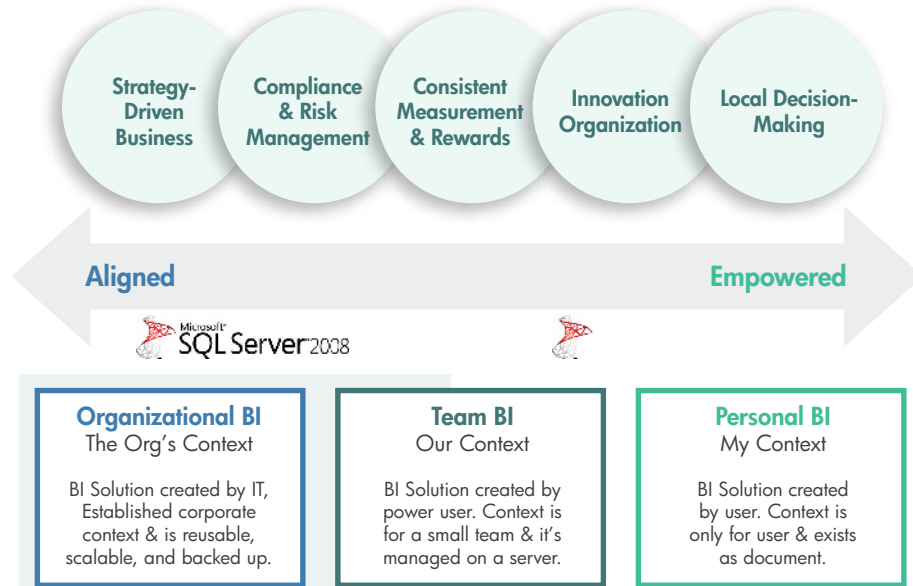 Strategy-
Driven
Business
Compliance
& Risk
Management
Consistent
Measurement
& Rewards
Innovation
Organization
Local Decision-
Making
Aligned
Empowered
Microsoft®
SQL Server™2008
Organizational BI
The Org's Context
BI Solution created by IT,
Established corporate
context & is reusable,
scalable, and backed up.
Team BI
Our Context
BI Solution created by
power user. Context is
for a small team & it's
managed on a server.
Personal BI
My Context
BI Solution created
by user. Context is
only for user & exists
as document.